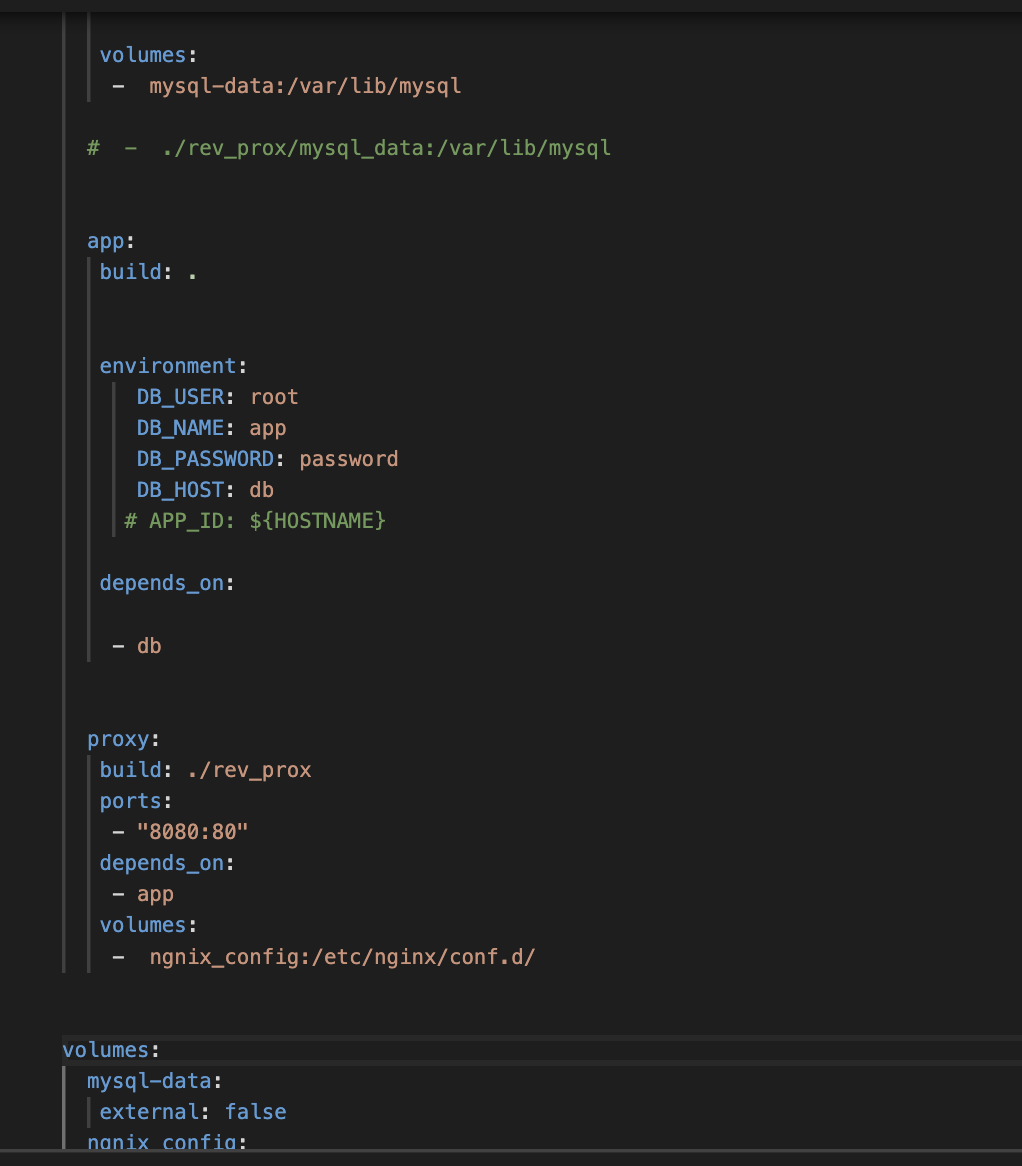 volumes:
-  mysql-data:/var/lib/mysql
#  -  ./rev_prox/mysql_data:/var/lib/mysql
app:
build: .
environment:
DB_USER: root
DB_NAME: app
DB_PASSWORD: password
DB_HOST: db
# APP_ID: ${HOSTNAME}
depends_on:
- db
proxy:
build: ./rev_prox
ports:
- "8080:80"
depends_on:
- app
volumes:
-  ngnix_config:/etc/nginx/conf.d/
volumes:
mysql-data:
external: false
ngnix_config: